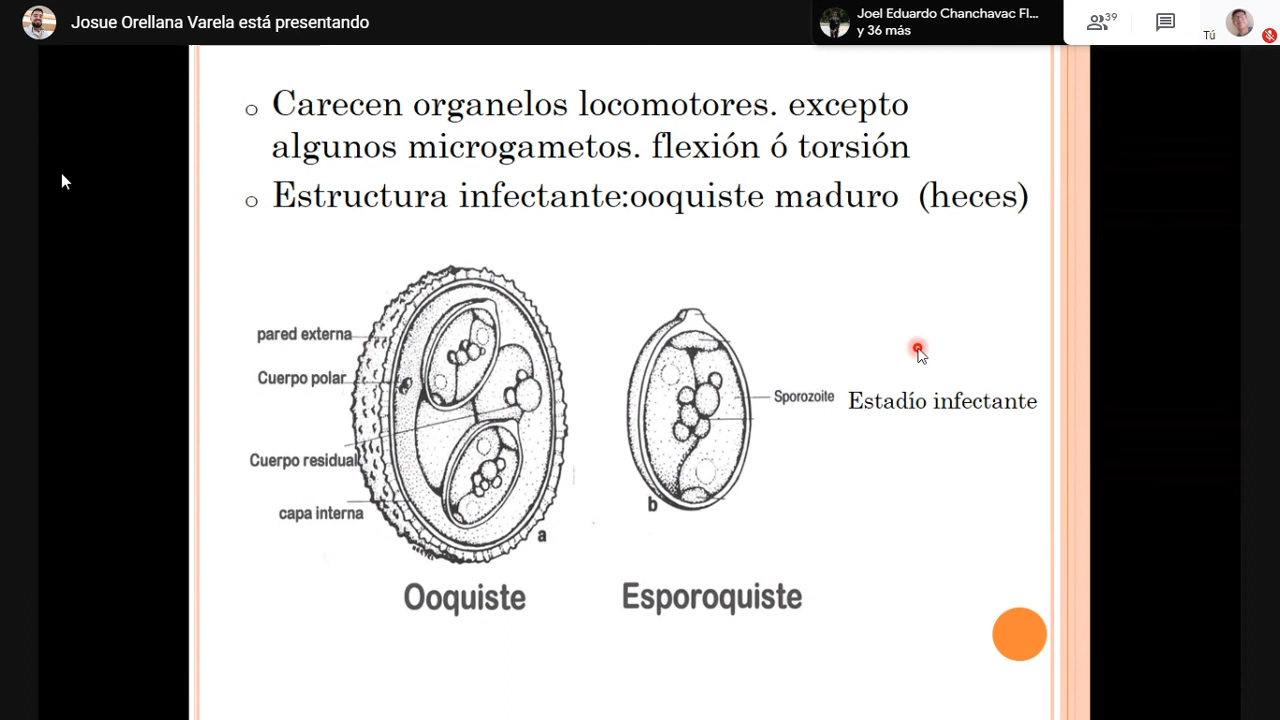 Josue Orellana Varela está presentando
Joel Eduardo Chanchavac Fl...
y 36 más
39
Tú
Carecen organelos locomotores. excepto
algunos microgametos. flexión ó torsión
Estructura infectante:ooquiste maduro (heces)
pared externa
Cuerpo polar
Cuerpo residual
capa interna
a
Ooquiste
Sporozoite
b
Esporoquiste
Estadío infectante